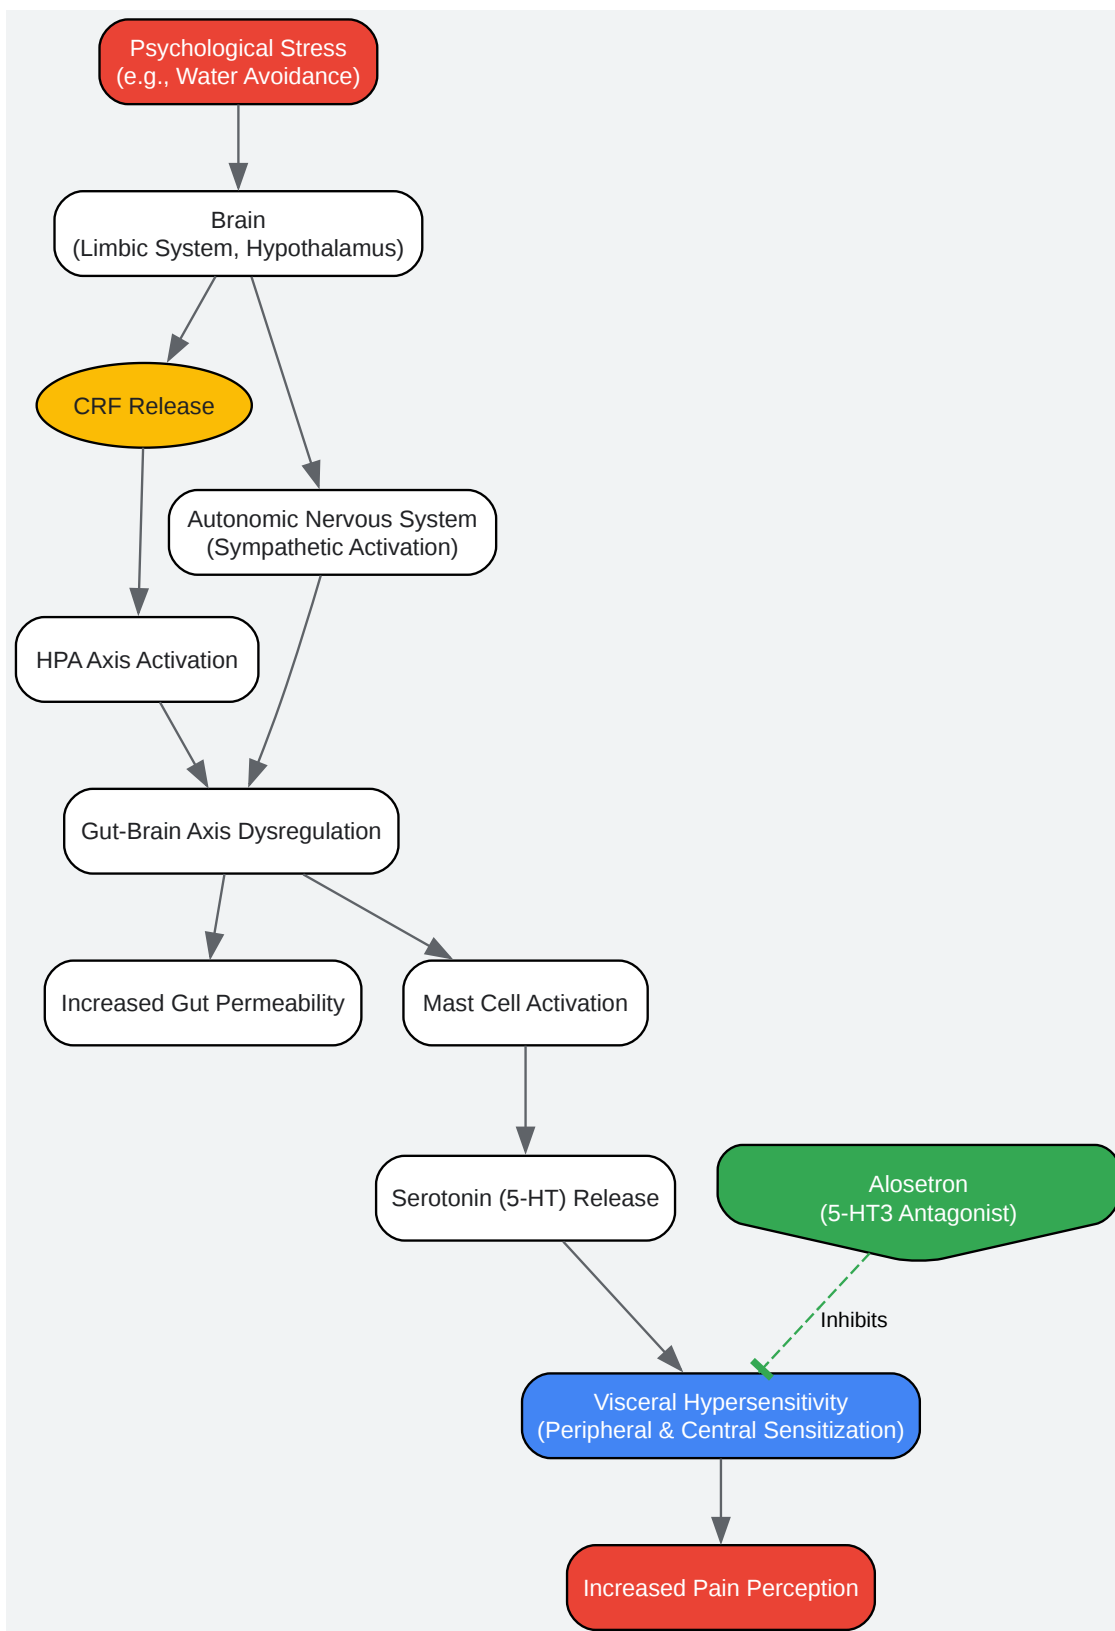 Psychological Stress
(e.g., Water Avoidance)
Brain
(Limbic System, Hypothalamus)
CRF Release
Autonomic Nervous System
(Sympathetic Activation)
HPA Axis Activation
Gut-Brain Axis Dysregulation
Increased Gut Permeability
Mast Cell Activation
Serotonin (5-HT) Release
Alosetron
(5-HT3 Antagonist)
Inhibits
Visceral Hypersensitivity
(Peripheral & Central Sensitization)
Increased Pain Perception